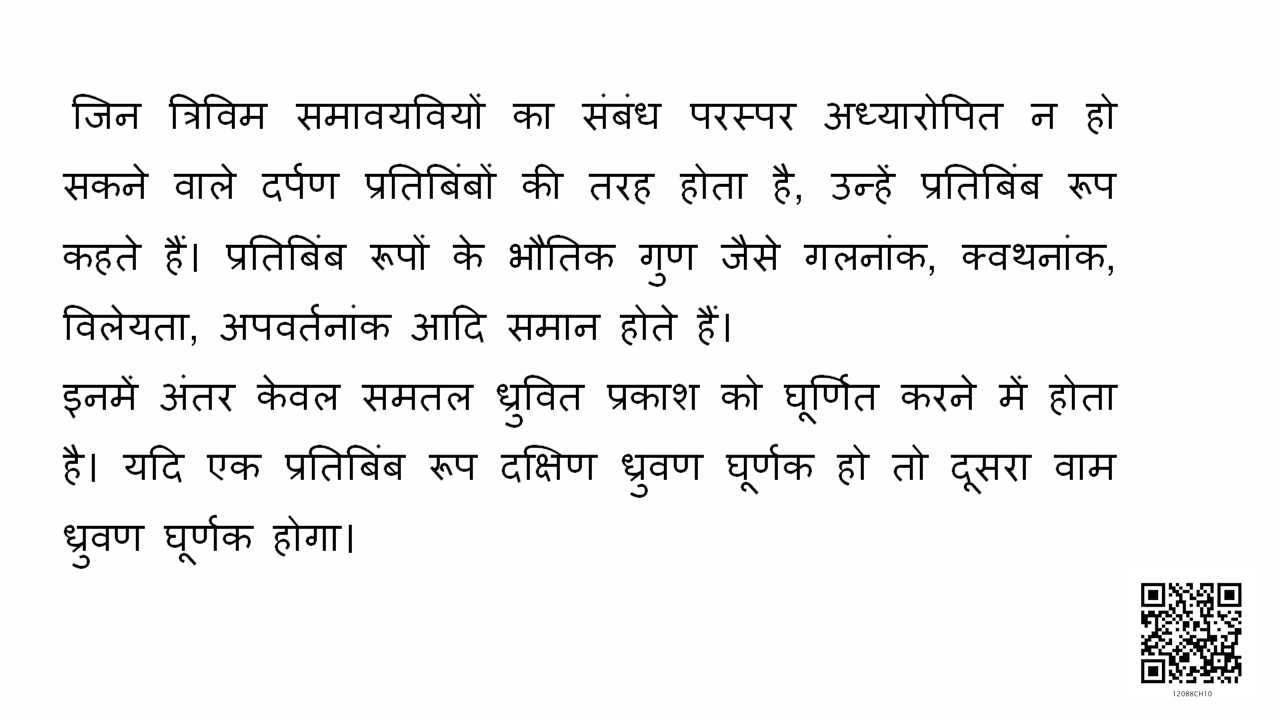 जिन त्रिविम समावयवियों का संबंध परस्पर अध्यारोपित न हो
सकने वाले दर्पण प्रतिबिंबों की तरह होता है, उन्हें प्रतिबिंब रूप
कहते हैं। प्रतिबिंब रूपों के भौतिक गुण जैसे गलनांक, क्वथनांक,
विलेयता, अपवर्तनांक आदि समान होते हैं।
इनमें अंतर केवल समतल ध्रुवित प्रकाश को घूर्णित करने में होता
है। यदि एक प्रतिबिंब रूप दक्षिण ध्रुवण घूर्णक हो तो दूसरा वाम
ध्रुवण घूर्णक होगा।
12088CH10